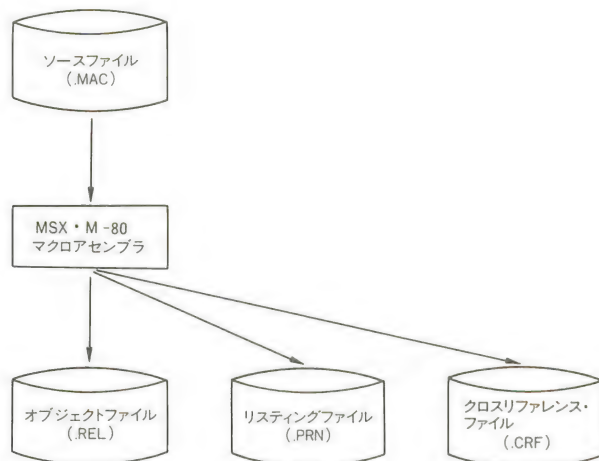 ソースファイル
(.MAC)
MSX・M-80
マクロアセンブラ
オブジェクトファイル
(.REL)
リスティングファイル
(.PRN)
クロスリファレンス・
ファイル
(.CRF)